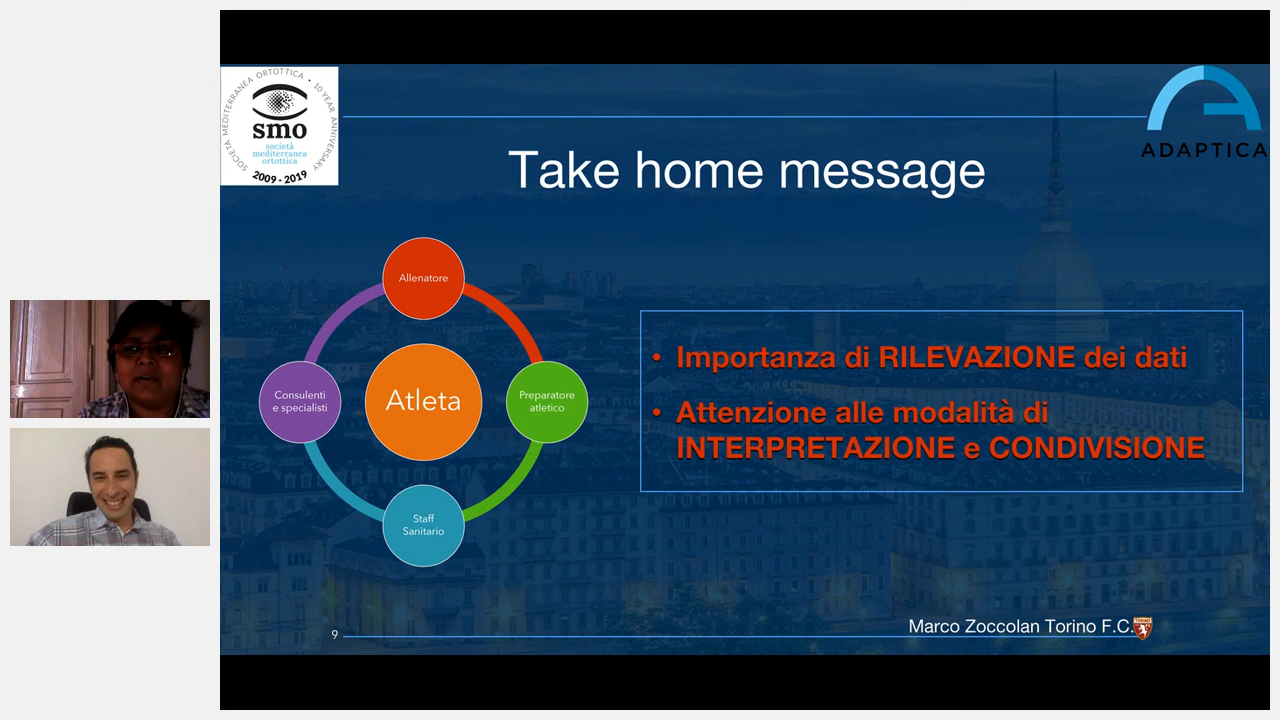 SOCIETÀ MEDITERRANEA ORTOTTICA • 10 YEAR ANNIVERSARY
smo
società
mediterranea
ortottica
2009 - 2019
ADAPTICA
Take home message
Allenatore
Consulenti
e specialisti
Atleta
Preparatore
atletico
Staff
Sanitario
• Importanza di RILEVAZIONE dei dati
• Attenzione alle modalità di
INTERPRETAZIONE e CONDIVISIONE
9
Marco Zoccolan Torino F.C.
TORINO